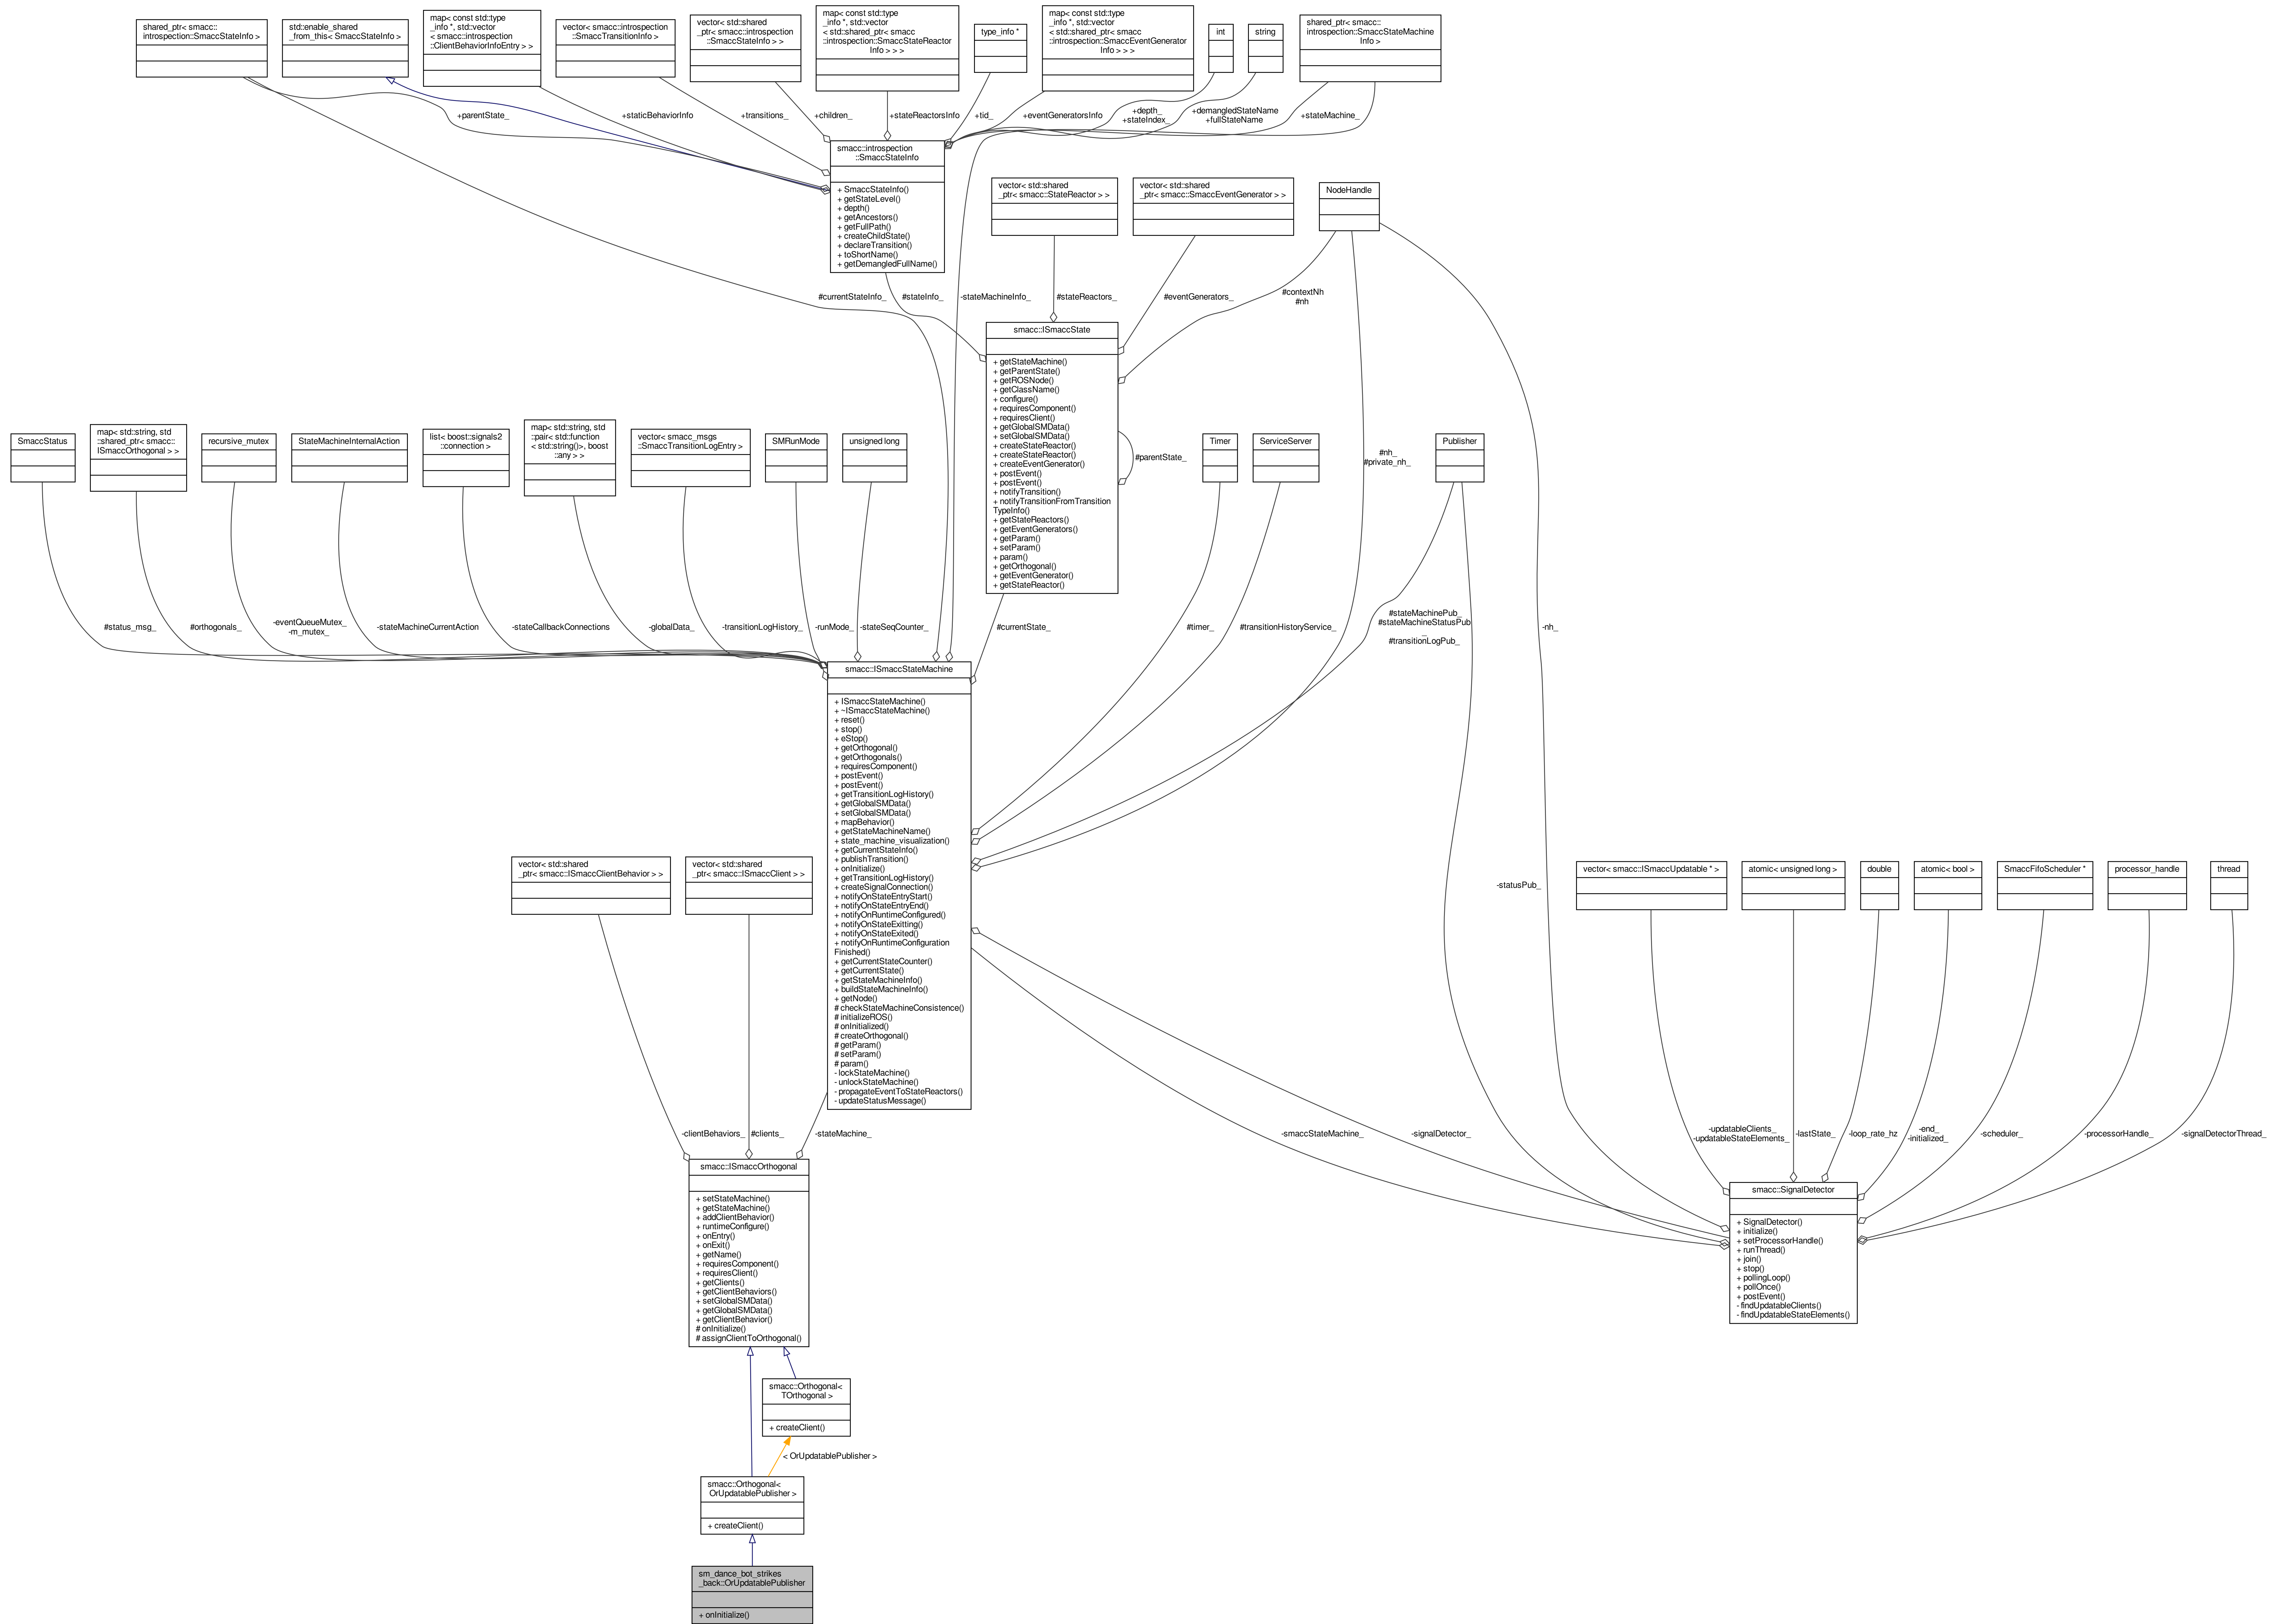 shared_ptr< smacc::
introspection::SmaccStateInfo >
std::enable_shared
_from_this< SmaccStateInfo >
map< const std::type
_info *, std::vector
< smacc::introspection
::ClientBehaviorInfoEntry > >
vector< smacc::introspection
::SmaccTransitionInfo >
vector< std::shared
_ptr< smacc::introspection
::SmaccStateInfo > >
map< const std::type
_info *, std::vector
< std::shared_ptr< smacc
::introspection::SmaccStateReactor
Info > > >
type_info *
map< const std::type
_info *, std::vector
< std::shared_ptr< smacc
::introspection::SmaccEventGenerator
Info > > >
int
string
shared_ptr< smacc::
introspection::SmaccStateMachine
Info >
+parentState_
+staticBehaviorInfo
+transitions_
+children_
+stateReactorsInfo
+tid_
+eventGeneratorsInfo
+depth_
+stateIndex_
+demangledStateName
+fullStateName
+stateMachine_
smacc::introspection
::SmaccStateInfo
+ SmaccStateInfo()
+ getStateLevel()
+ depth()
+ getAncestors()
+ getFullPath()
+ createChildState()
+ declareTransition()
+ toShortName()
+ getDemangledFullName()
vector< std::shared
_ptr< smacc::StateReactor > >
vector< std::shared
_ptr< smacc::SmaccEventGenerator > >
NodeHandle
#currentStateInfo_
#stateInfo_
-stateMachineInfo_
#stateReactors_
#eventGenerators_
#contextNh
#nh
smacc::ISmaccState
+ getStateMachine()
+ getParentState()
+ getROSNode()
+ getClassName()
+ configure()
+ requiresComponent()
+ requiresClient()
+ getGlobalSMData()
+ setGlobalSMData()
+ createStateReactor()
+ createStateReactor()
+ createEventGenerator()
+ postEvent()
+ postEvent()
+ notifyTransition()
+ notifyTransitionFromTransition
TypeInfo()
+ getStateReactors()
+ getEventGenerators()
+ getParam()
+ setParam()
+ param()
+ getOrthogonal()
+ getEventGenerator()
+ getStateReactor()
#parentState_
SmaccStatus
map< std::string, std
::shared_ptr< smacc::
ISmaccOrthogonal > >
recursive_mutex
StateMachineInternalAction
list< boost::signals2
::connection >
map< std::string, std
::pair< std::function
< std::string()>, boost
::any > >
vector< smacc_msgs
::SmaccTransitionLogEntry >
SMRunMode
unsigned long
Timer
ServiceServer
#nh_
#private_nh_
Publisher
#status_msg_
#orthogonals_
-eventQueueMutex_
-m_mutex_
-stateMachineCurrentAction
-stateCallbackConnections
-globalData_
-transitionLogHistory_
-runMode_
-stateSeqCounter_
#currentState_
#timer_
#transitionHistoryService_
#stateMachinePub_
#stateMachineStatusPub
_
#transitionLogPub_
-nh_
smacc::ISmaccStateMachine
+ ISmaccStateMachine()
+ ~ISmaccStateMachine()
+ reset()
+ stop()
+ eStop()
+ getOrthogonal()
+ getOrthogonals()
+ requiresComponent()
+ postEvent()
+ postEvent()
+ getTransitionLogHistory()
+ getGlobalSMData()
+ setGlobalSMData()
+ mapBehavior()
+ getStateMachineName()
+ state_machine_visualization()
+ getCurrentStateInfo()
+ publishTransition()
+ onInitialize()
+ getTransitionLogHistory()
+ createSignalConnection()
+ notifyOnStateEntryStart()
+ notifyOnStateEntryEnd()
+ notifyOnRuntimeConfigured()
+ notifyOnStateExitting()
+ notifyOnStateExited()
+ notifyOnRuntimeConfiguration
Finished()
+ getCurrentStateCounter()
+ getCurrentState()
+ getStateMachineInfo()
+ buildStateMachineInfo()
+ getNode()
# checkStateMachineConsistence()
# initializeROS()
# onInitialized()
# createOrthogonal()
# getParam()
# setParam()
# param()
- lockStateMachine()
- unlockStateMachine()
- propagateEventToStateReactors()
- updateStatusMessage()
vector< std::shared
_ptr< smacc::ISmaccClientBehavior > >
vector< std::shared
_ptr< smacc::ISmaccClient > >
-statusPub_
vector< smacc::ISmaccUpdatable * >
atomic< unsigned long >
double
atomic< bool >
SmaccFifoScheduler *
processor_handle
thread
-clientBehaviors_
#clients_
-stateMachine_
-smaccStateMachine_
-signalDetector_
-updatableClients_
-updatableStateElements_
-lastState_
-loop_rate_hz
-end_
-initialized_
-scheduler_
-processorHandle_
-signalDetectorThread_
smacc::ISmaccOrthogonal
+ setStateMachine()
+ getStateMachine()
+ addClientBehavior()
+ runtimeConfigure()
+ onEntry()
+ onExit()
+ getName()
+ requiresComponent()
+ requiresClient()
+ getClients()
+ getClientBehaviors()
+ setGlobalSMData()
+ getGlobalSMData()
+ getClientBehavior()
# onInitialize()
# assignClientToOrthogonal()
smacc::SignalDetector
+ SignalDetector()
+ initialize()
+ setProcessorHandle()
+ runThread()
+ join()
+ stop()
+ pollingLoop()
+ pollOnce()
+ postEvent()
- findUpdatableClients()
- findUpdatableStateElements()
smacc::Orthogonal<
TOrthogonal >
+ createClient()
< OrUpdatablePublisher >
smacc::Orthogonal<
OrUpdatablePublisher >
+ createClient()
sm_dance_bot_strikes
_back::OrUpdatablePublisher
+ onInitialize()